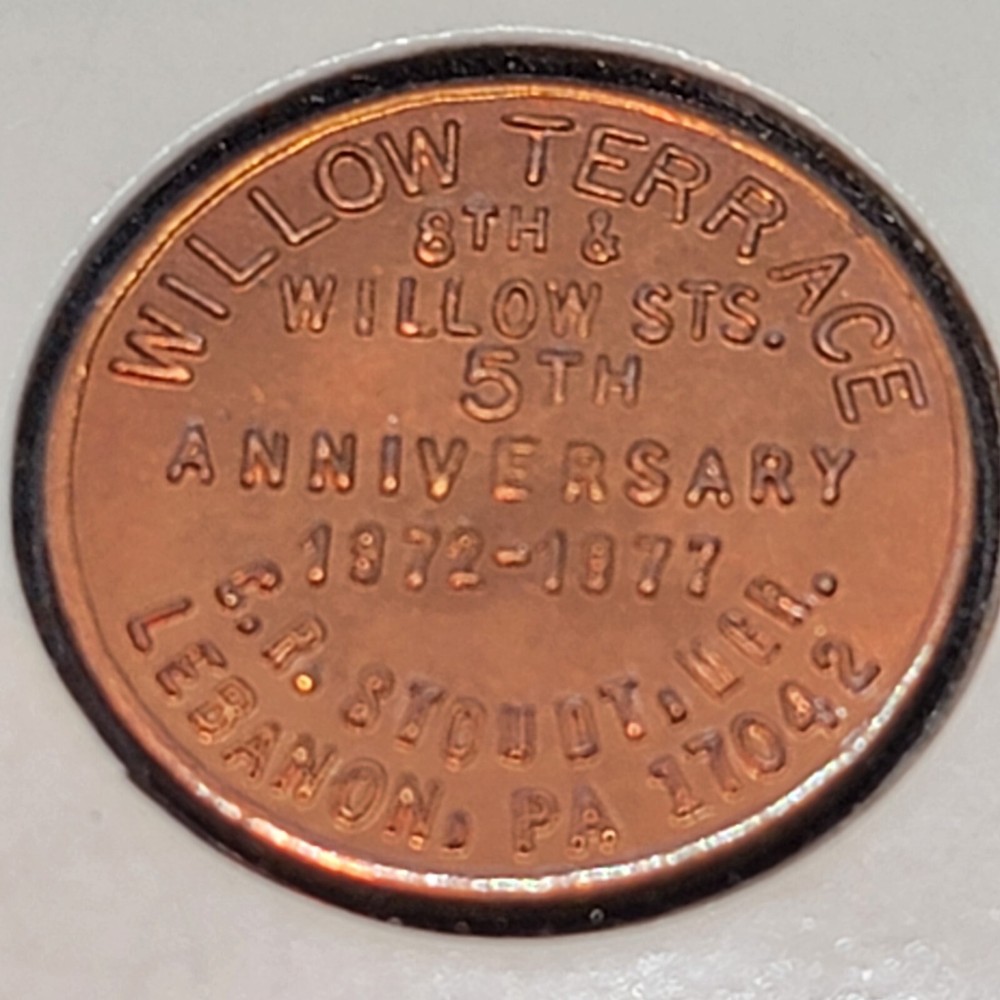 WILLOW TERRACE
8TH &
WILLOW STS.
5TH
ANNIVERSARY
1972-1977
C.R. STOUDT, MGR.
LEBANON, PA 17042